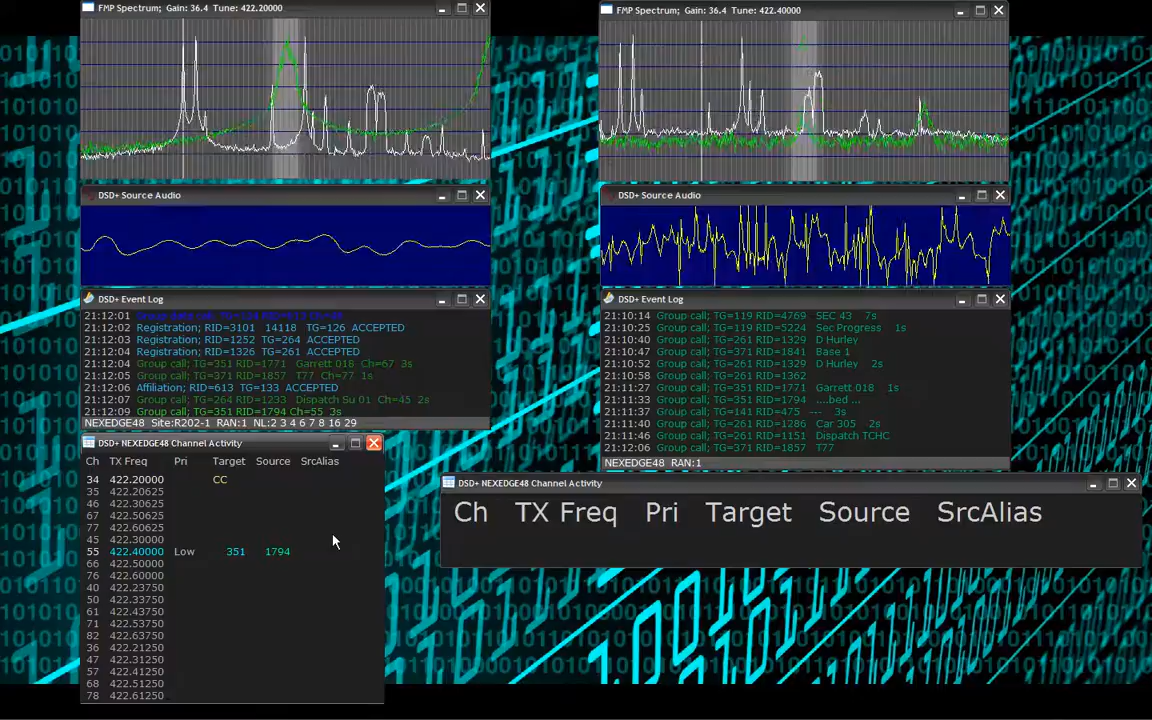 FMP Spectrum; Gain: 36.4 Tune: 422.20000
DSD+ Source Audio
DSD+ Event Log
21:12:01 Group data call; TG=124 RID=613 Ch=46
21:12:02 Registration; RID=3101 14118 TG=126 ACCEPTED
21:12:03 Registration; RID=1252 TG=264 ACCEPTED
21:12:04 Registration; RID=1326 TG=261 ACCEPTED
21:12:04 Group call; TG=351 RID=1771 Garrett 018 Ch=67 3s
21:12:05 Group call; TG=371 RID=1857 T77 Ch=77 1s
21:12:06 Affiliation; RID=613 TG=133 ACCEPTED
21:12:07 Group call; TG=264 RID=1233 Dispatch Su 01 Ch=45 2s
21:12:09 Group call; TG=351 RID=1794 Ch=55 3s
NEXEDGE48 Site:R202-1 RAN:1 NL:2 3 4 6 7 8 16 29
DSD+ NEXEDGE48 Channel Activity
Ch TX Freq Pri Target Source SrcAlias
34 422.20000 CC
35 422.20625
46 422.30625
67 422.50625
77 422.60625
45 422.30000
55 422.40000 Low 351 1794
66 422.50000
76 422.60000
40 422.23750
50 422.33750
61 422.43750
71 422.53750
82 422.63750
36 422.21250
47 422.31250
57 422.41250
68 422.51250
78 422.61250
FMP Spectrum; Gain: 36.4 Tune: 422.40000
DSD+ Source Audio
DSD+ Event Log
21:10:14 Group call; TG=119 RID=4769 SEC 43 7s
21:10:25 Group call; TG=119 RID=5224 Sec Progress 1s
21:10:40 Group call; TG=261 RID=1329 D Hurley
21:10:47 Group call; TG=371 RID=1841 Base 1
21:10:52 Group call; TG=261 RID=1329 D Hurley 2s
21:10:58 Group call; TG=261 RID=1362
21:11:27 Group call; TG=351 RID=1771 Garrett 018 1s
21:11:33 Group call; TG=351 RID=1794 ....bed ...
21:11:37 Group call; TG=141 RID=475 --- 3s
21:11:40 Group call; TG=261 RID=1286 Car 305 2s
21:11:46 Group call; TG=261 RID=1151 Dispatch TCHC
21:12:06 Group call; TG=371 RID=1857 T77
NEXEDGE48 RAN:1
DSD+ NEXEDGE48 Channel Activity
Ch TX Freq Pri Target Source SrcAlias